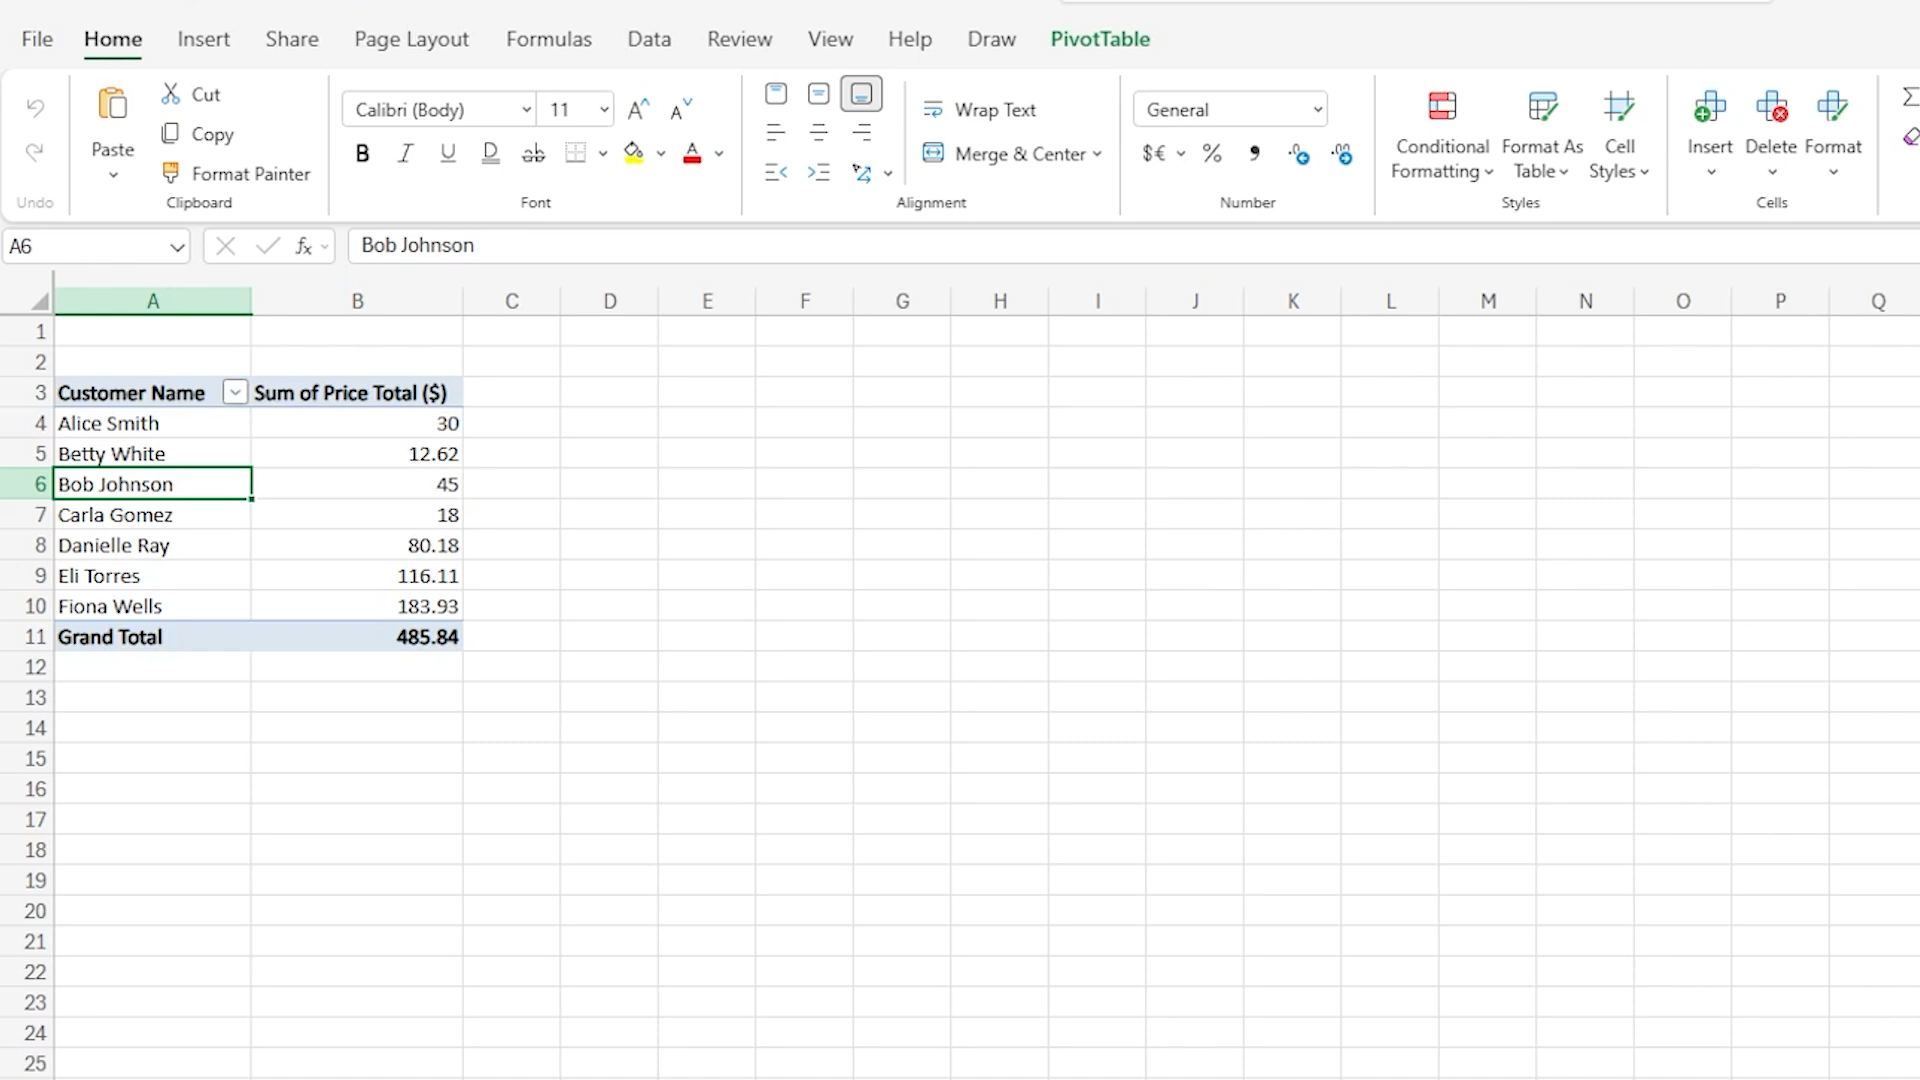 File Home Insert Share Page Layout Formulas Data Review View Help Draw PivotTable
Cut
Copy
Format Painter
Paste
Undo
Clipboard
Calibri (Body) 11
Font
Wrap Text
Merge & Center
Alignment
General
Number
Conditional Formatting
Format As Table
Cell Styles
Styles
Insert Delete Format
Cells
A6 fx Bob Johnson
A B C D E F G H I J K L M N O P Q
1
2
3 Customer Name Sum of Price Total ($)
4 Alice Smith 30
5 Betty White 12.62
6 Bob Johnson 45
7 Carla Gomez 18
8 Danielle Ray 80.18
9 Eli Torres 116.11
10 Fiona Wells 183.93
11 Grand Total 485.84
12
13
14
15
16
17
18
19
20
21
22
23
24
25